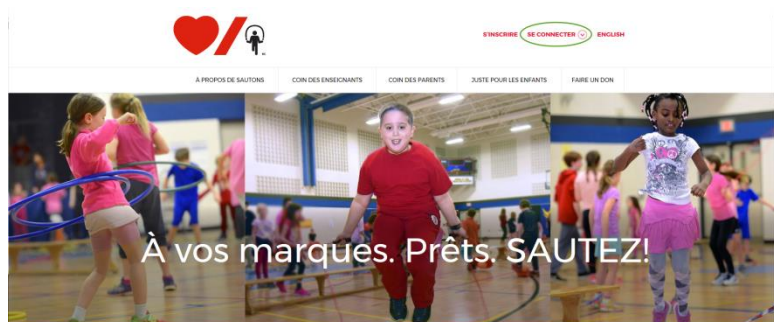 S'INSCRIRE SE CONNECTER ENGLISH
À PROPOS DE SAUTONS COIN DES ENSEIGNANTS COIN DES PARENTS JUSTE POUR LES ENFANTS FAIRE UN DON
À vos marques. Prêts. SAUTEZ!